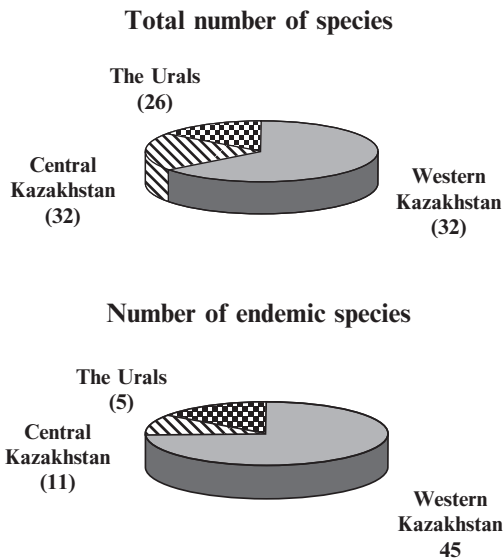 Total number of species
The Urals
(26)
Central
Kazakhstan
(32)
Western
Kazakhstan
(32)
Number of endemic species
The Urals
(5)
Central
Kazakhstan
(11)
Western
Kazakhstan
45